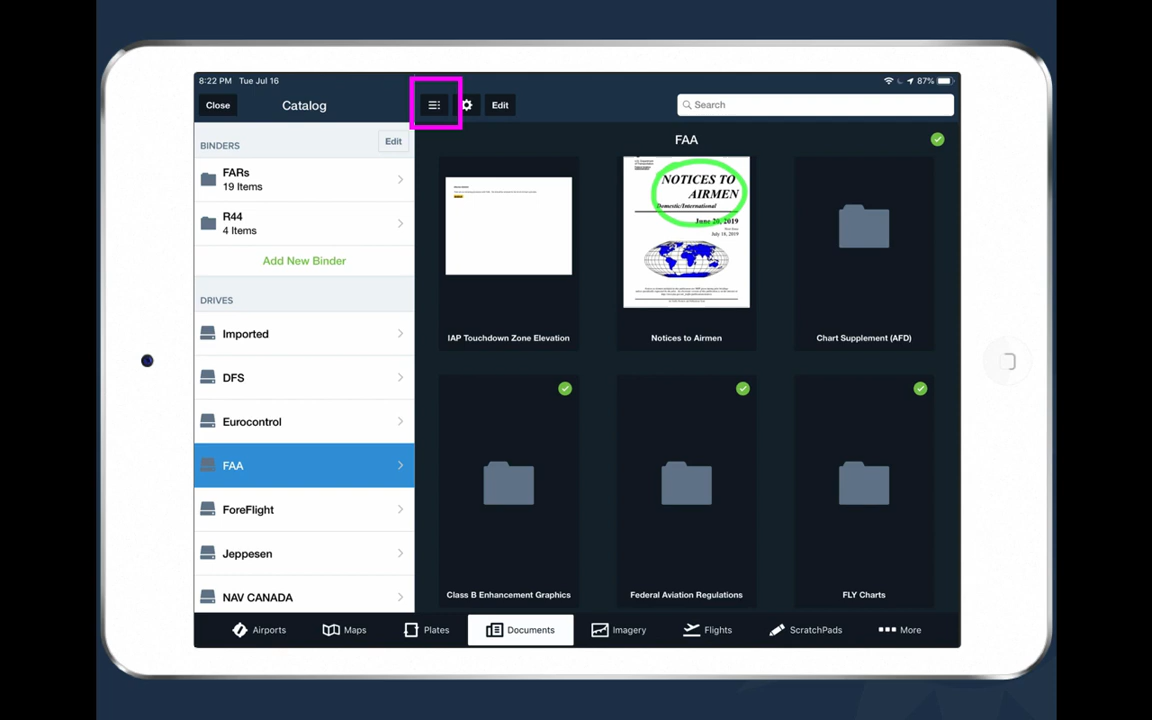 8:22 PM Tue Jul 16
87%
Close
Catalog
Edit
Search
BINDERS
Edit
FARs
19 Items
R44
4 Items
Add New Binder
DRIVES
Imported
DFS
Eurocontrol
FAA
ForeFlight
Jeppesen
NAV CANADA
FAA
IAP Touchdown Zone Elevation
NOTICES TO
AIRMEN
Domestic/International
June 20, 2019
July 18, 2019
Notices to Airmen
Chart Supplement (AFD)
Class B Enhancement Graphics
Federal Aviation Regulations
FLY Charts
Airports
Maps
Plates
Documents
Imagery
Flights
ScratchPads
More